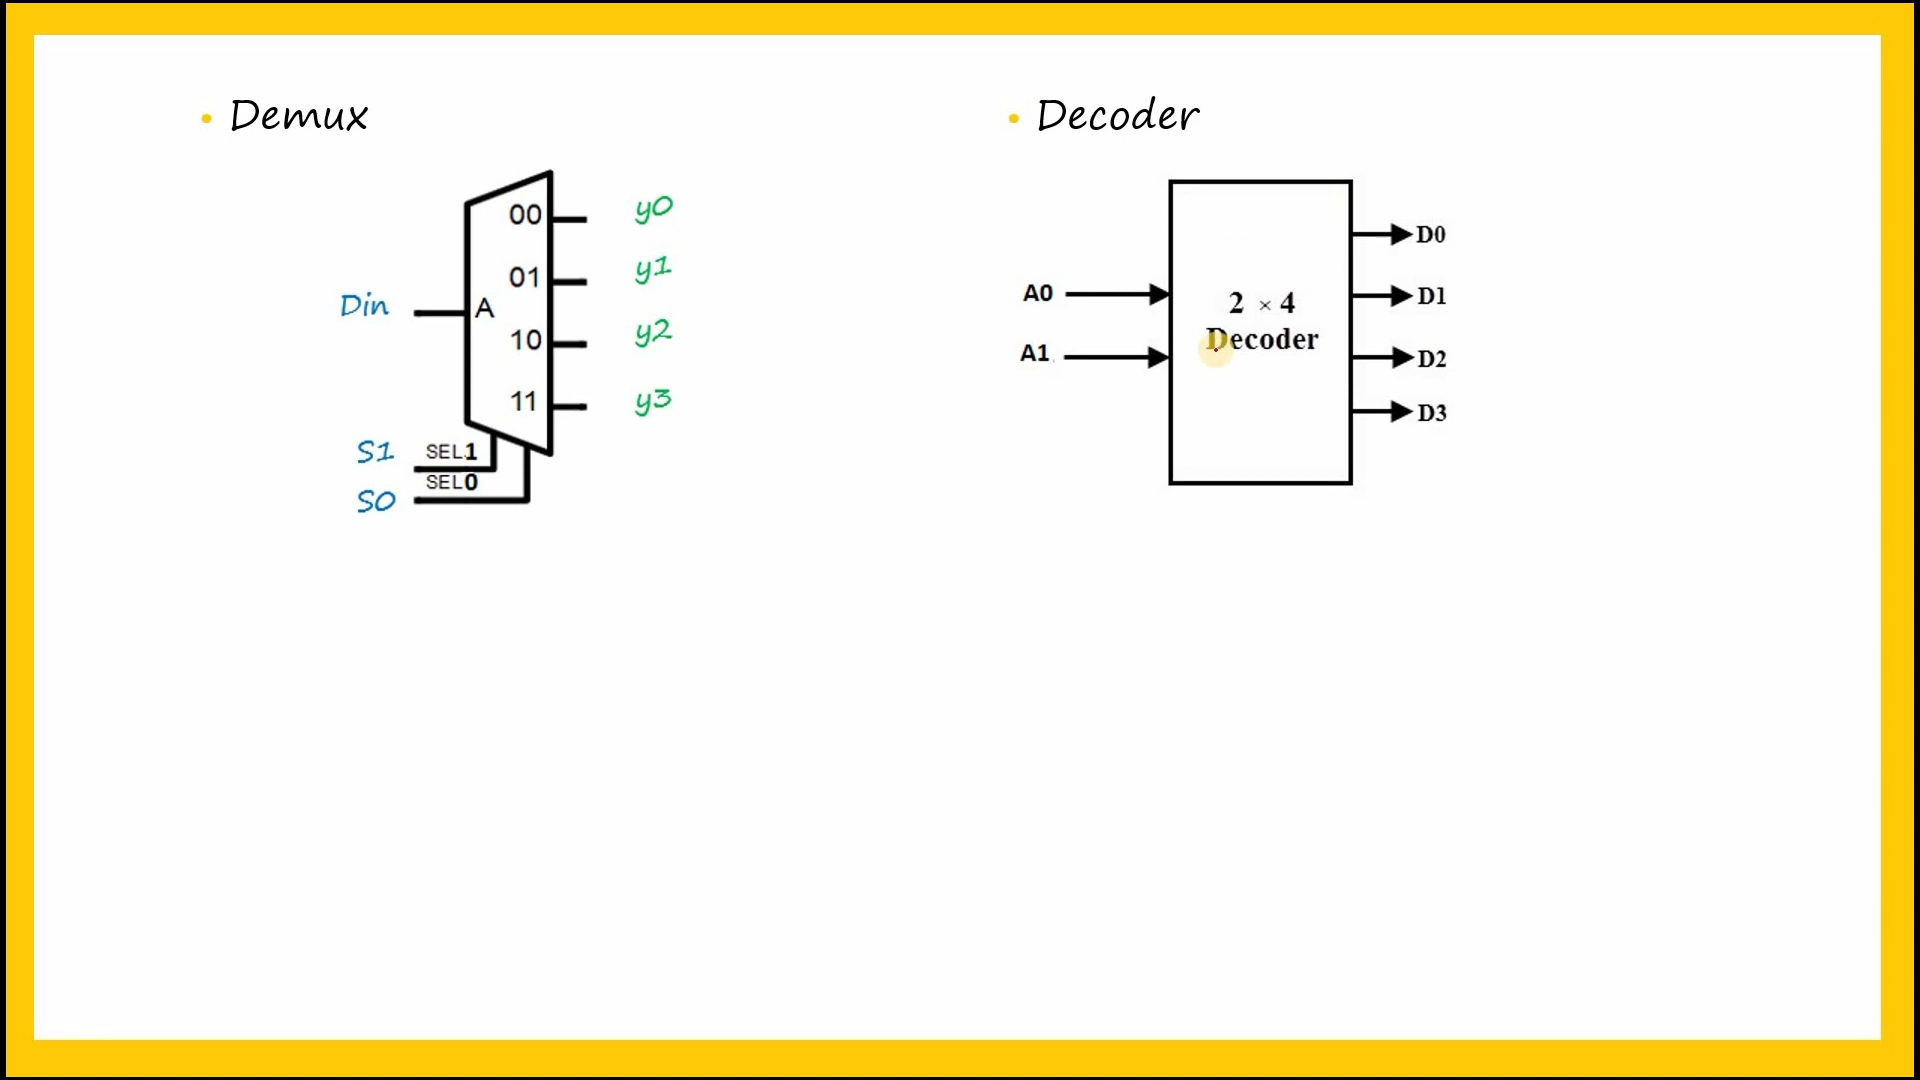 Demux
00
01
10
11
A
Din
y0
y1
y2
y3
S1
SEL1
SEL0
S0
Decoder
A0
A1
2 × 4
Decoder
D0
D1
D2
D3